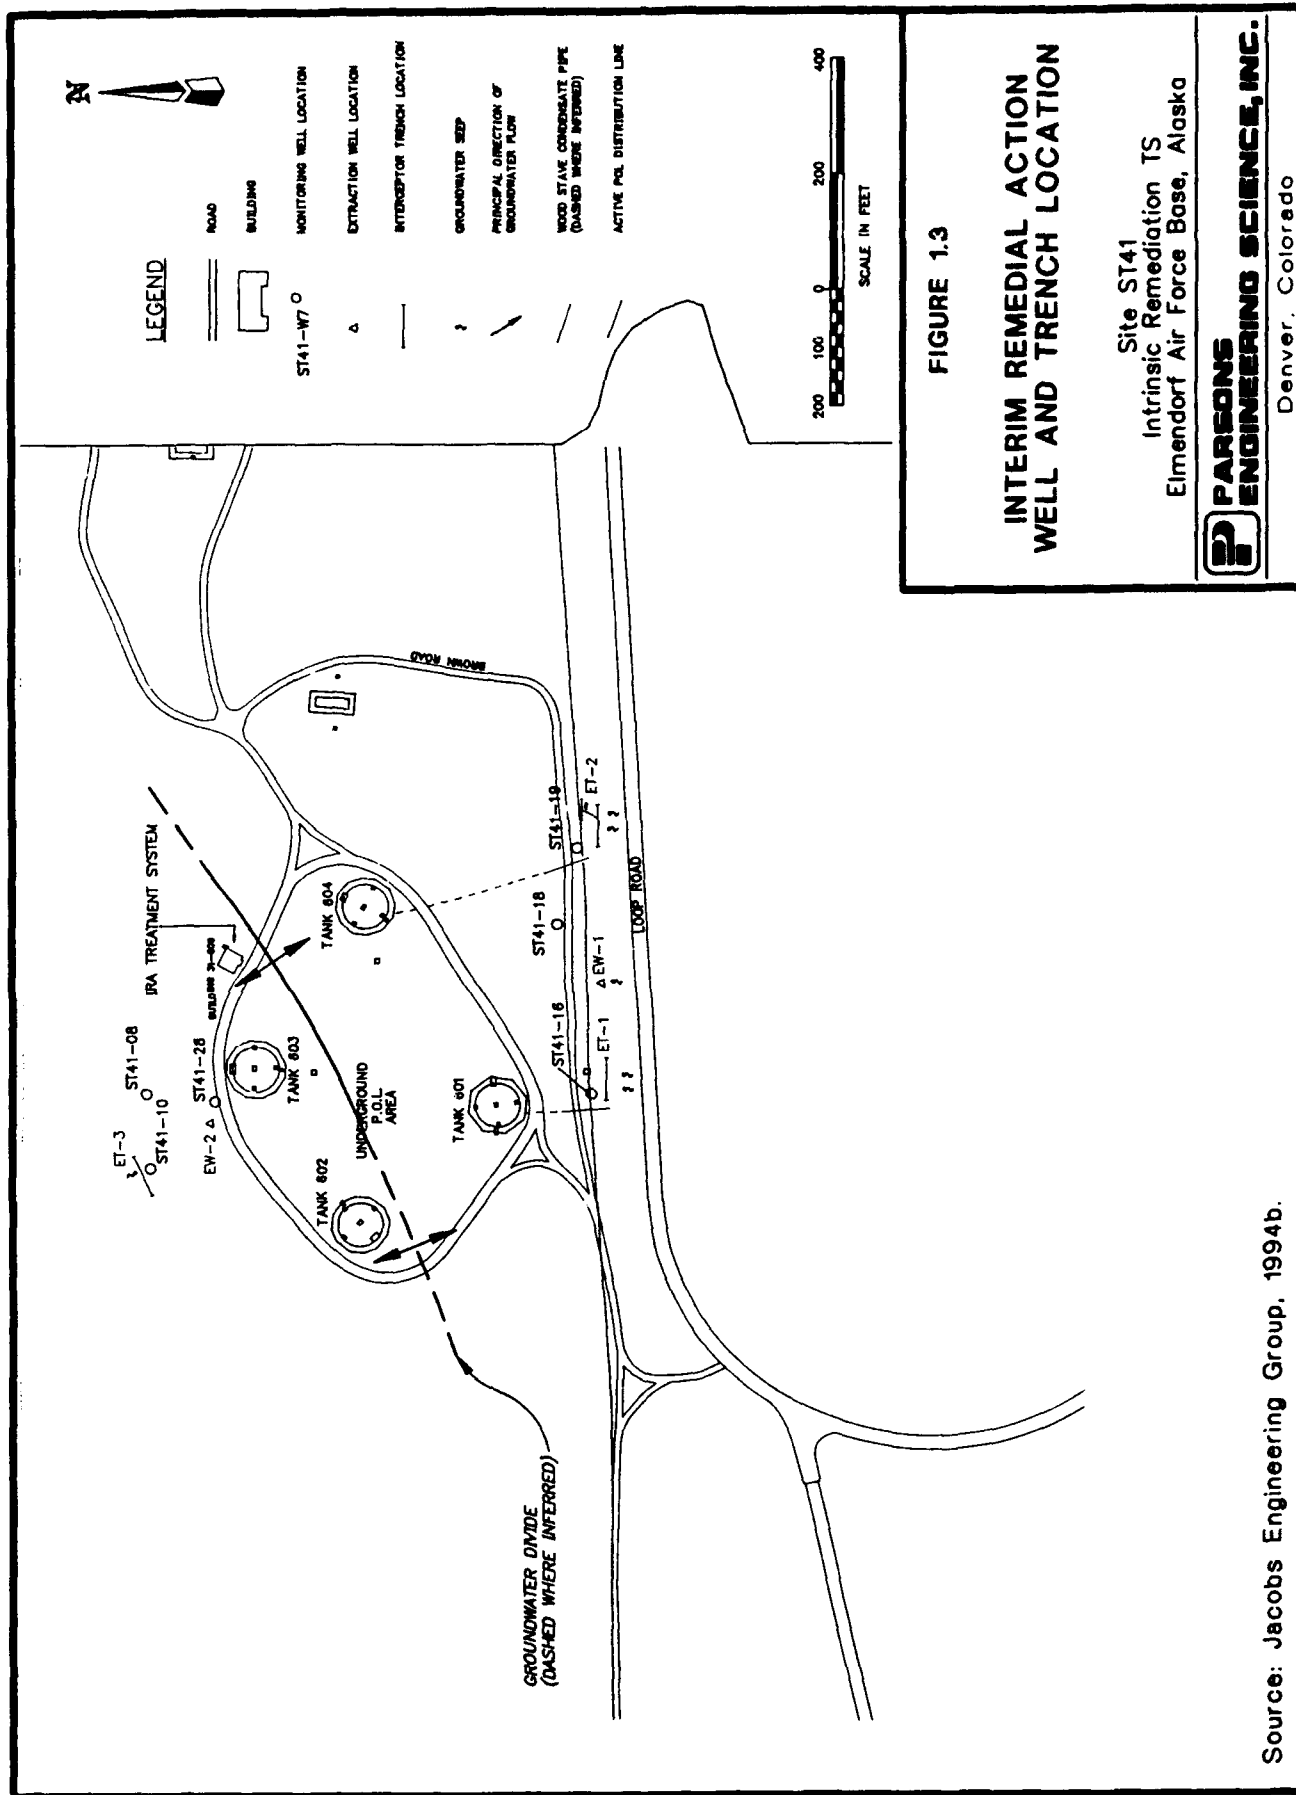 N
LEGEND
ROAD
BUILDING
ST41-W7
MONITORING WELL LOCATION
EXTRACTION WELL LOCATION
INTERCEPTOR TRENCH LOCATION
GROUNDWATER SEEP
PRINCIPAL DIRECTION OF
GROUNDWATER FLOW
WOOD STAVE CONDENSATE PIPE
(DASHED WHERE INFERRED)
ACTIVE POL DISTRIBUTION LINE
200 100 0 200 400
SCALE IN FEET
ET-3
ST41-10
ST41-08
IRA TREATMENT SYSTEM
EW-2
ST41-28
TANK 603
TANK 602
UNDERGROUND
P.O.L.
AREA
TANK 604
TANK 601
BROWN ROAD
ST41-16
ET-1
EW-1
ST41-18
ST41-19
ET-2
LOOP ROAD
GROUNDWATER DIVIDE
(DASHED WHERE INFERRED)
FIGURE 1.3
INTERIM REMEDIAL ACTION
WELL AND TRENCH LOCATION
Site ST41
Intrinsic Remediation TS
Elmendorf Air Force Base, Alaska
PARSONS
ENGINEERING SCIENCE, INC.
Denver, Colorado
Source: Jacobs Engineering Group, 1994b.